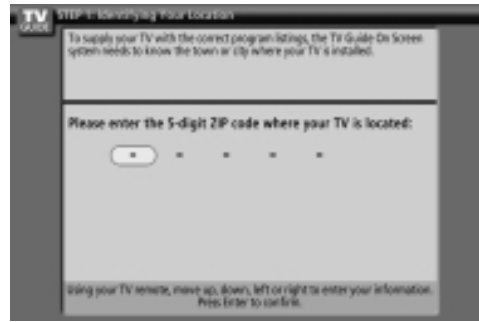 TV
GUIDE
STEP 1: Identifying Your Location
To supply your TV with the correct program listings, the TV Guide On Screen
system needs to know the town or city where your TV is installed.
Please enter the 5-digit ZIP code where your TV is located:
- - - - -
Using your TV remote, move up, down, left or right to enter your information.
Press Enter to confirm.